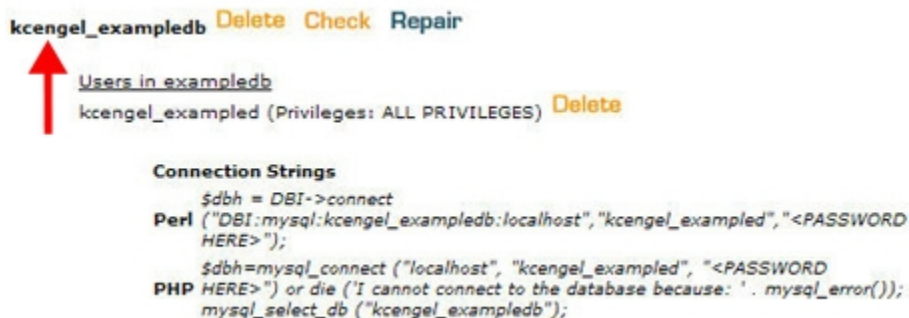 kcengel_exampledb Delete Check Repair
Users in exampledb
kcengel_exampled (Privileges: ALL PRIVILEGES) Delete
Connection Strings
$dbh = DBI->connect
Perl ("DBI:mysql:kcengel_exampledb:localhost","kcengel_exampled","<PASSWORD
HERE>");
$dbh=mysql_connect ("localhost", "kcengel_exampled", "<PASSWORD
PHP HERE>") or die ('I cannot connect to the database because: ' . mysql_error());
mysql_select_db ("kcengel_exampledb");